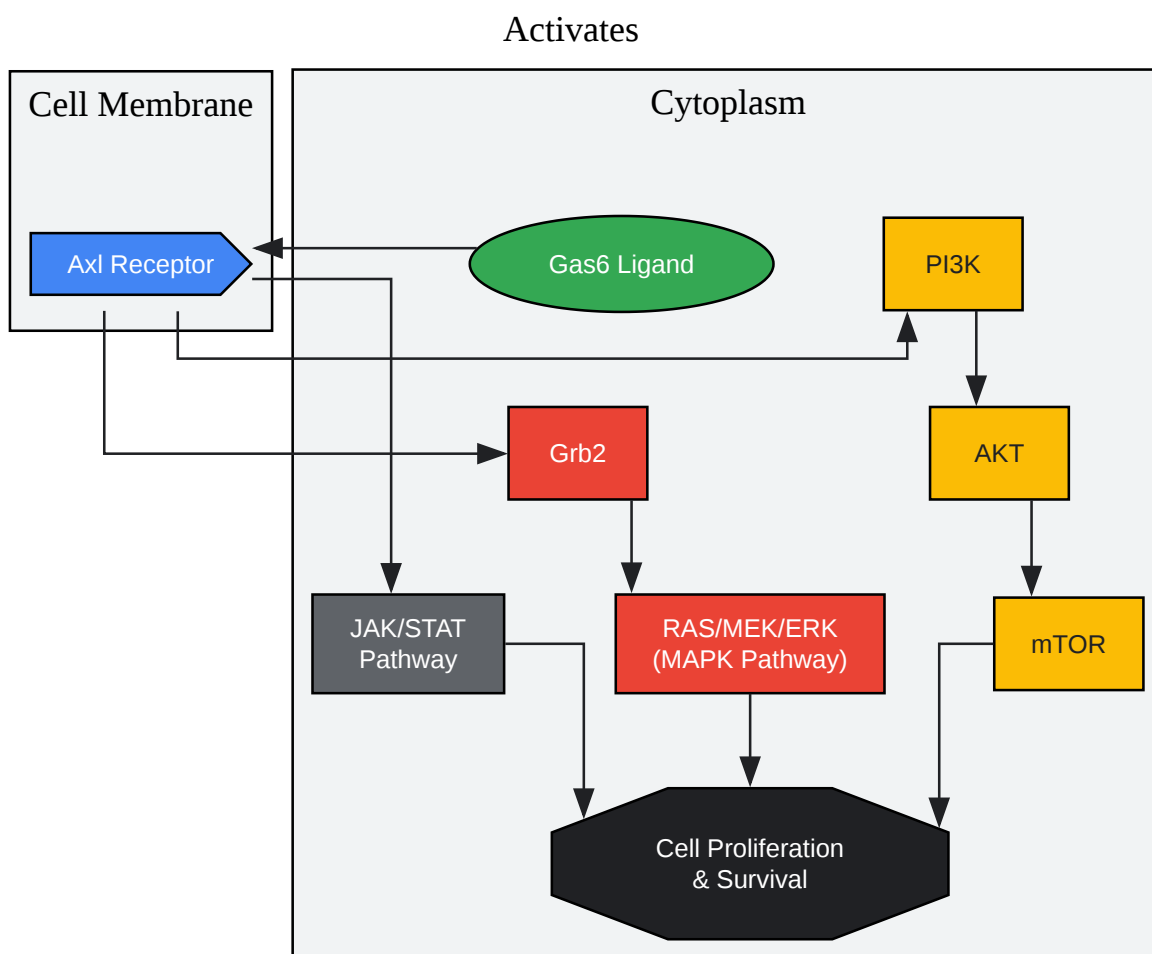 Activates
Cell Membrane
Cytoplasm
Axl Receptor
Gas6 Ligand
PI3K
Grb2
AKT
JAK/STAT
Pathway
RAS/MEK/ERK
(MAPK Pathway)
mTOR
Cell Proliferation
& Survival